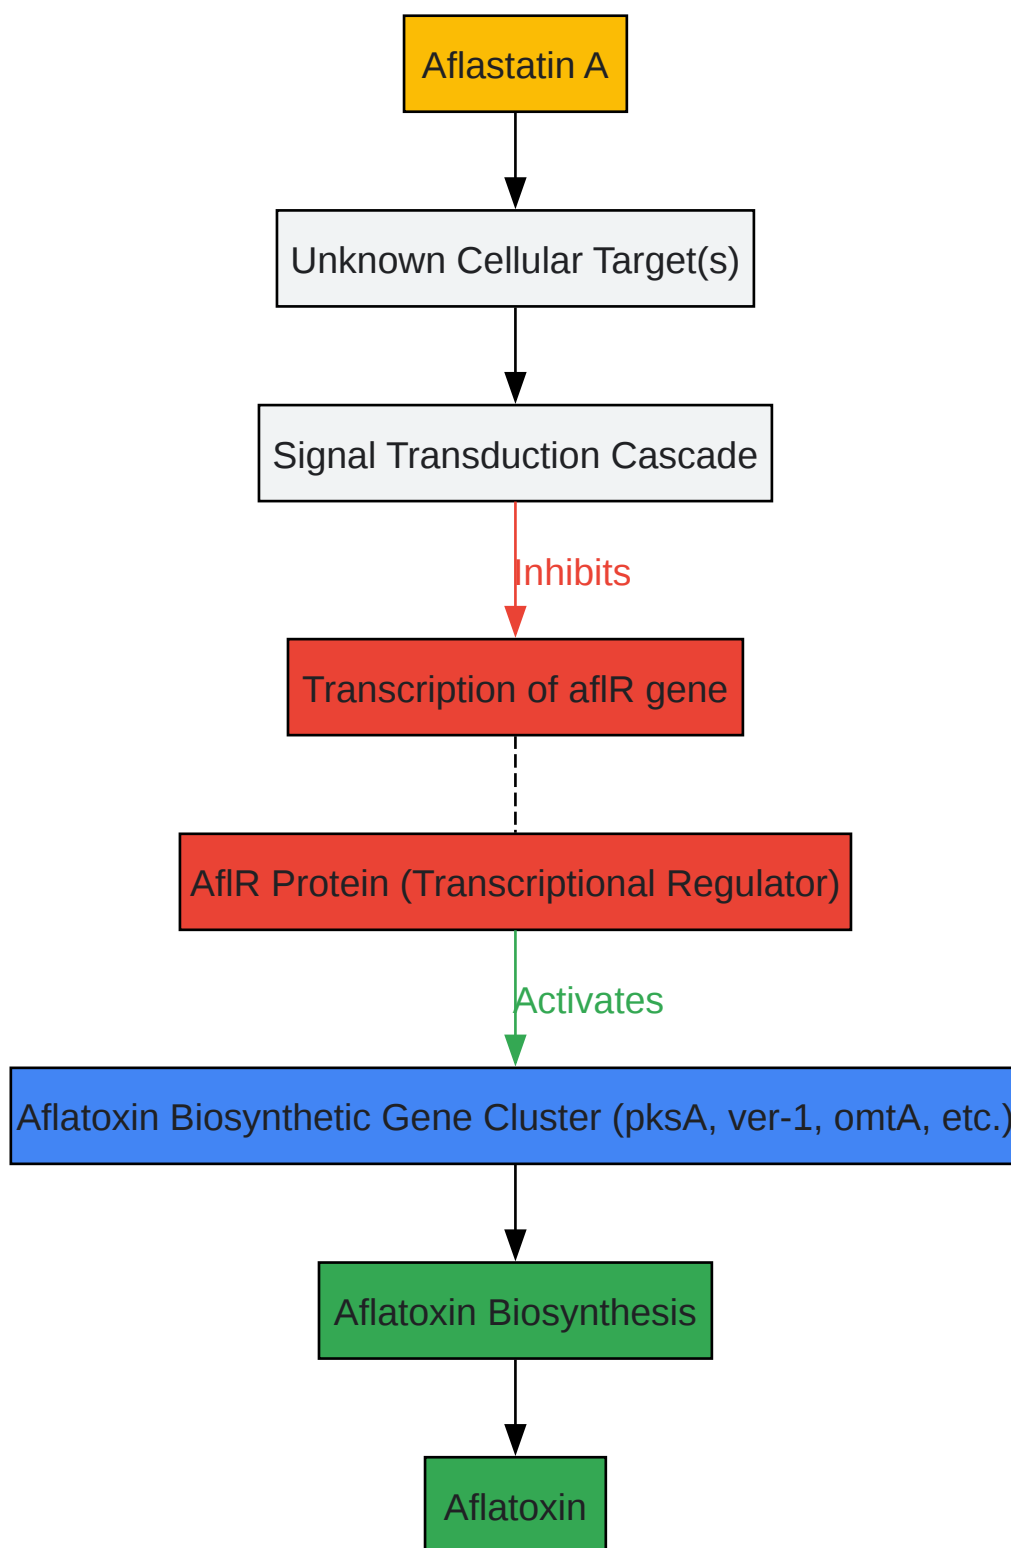 Aflastatin A
Unknown Cellular Target(s)
Signal Transduction Cascade
Inhibits
Transcription of aflR gene
AflR Protein (Transcriptional Regulator)
Activates
Aflatoxin Biosynthetic Gene Cluster (pksA, ver-1, omtA, etc.)
Aflatoxin Biosynthesis
Aflatoxin